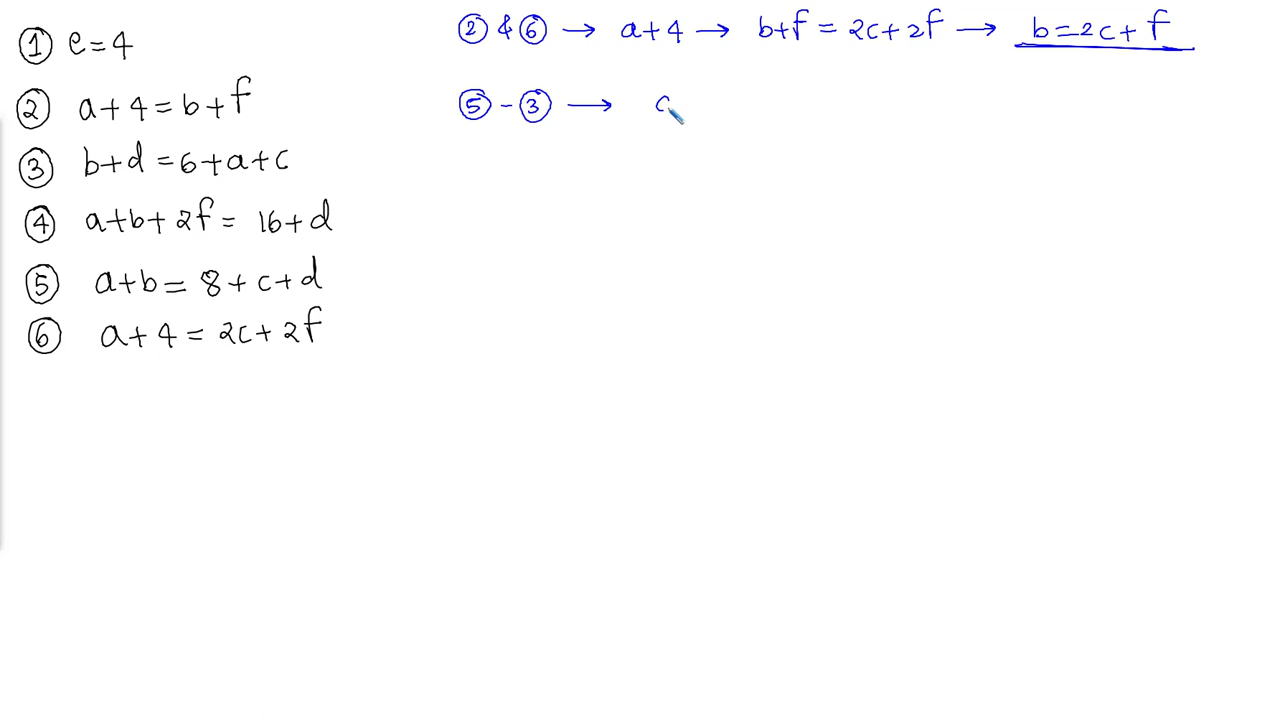 ① e=4
② a+4=b+f
③ b+d=6+a+c
④ a+b+2f= 16+d
⑤ a+b= 8+c+d
⑥ a+4= 2c+2f
② & ⑥ → a+4 → b+f = 2c+2f → b=2c+f
⑤ - ③ →